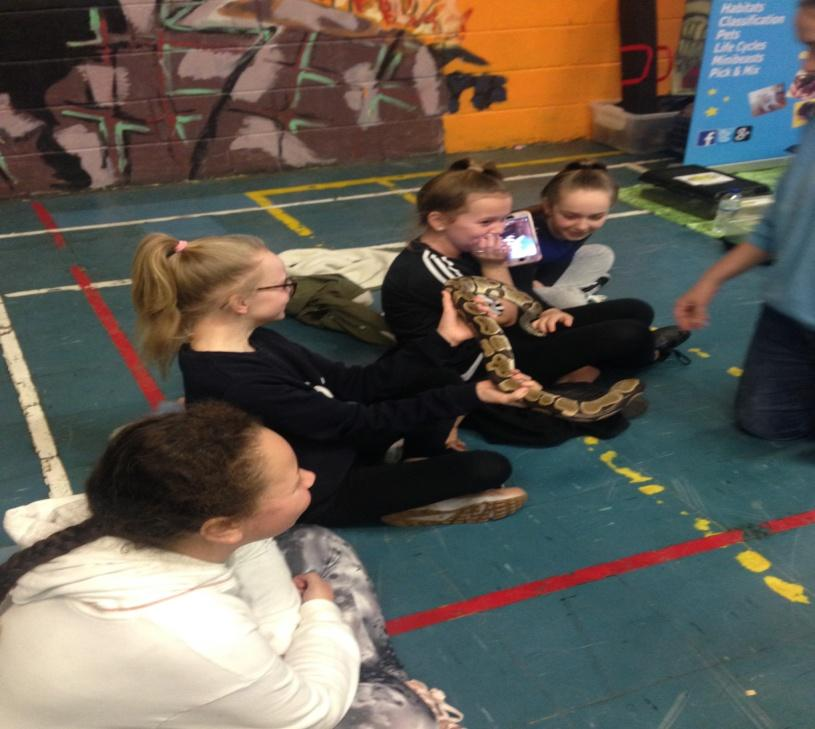 Habitats
Classification
Pets
Life Cycles
Minibeasts
Pick & Mix